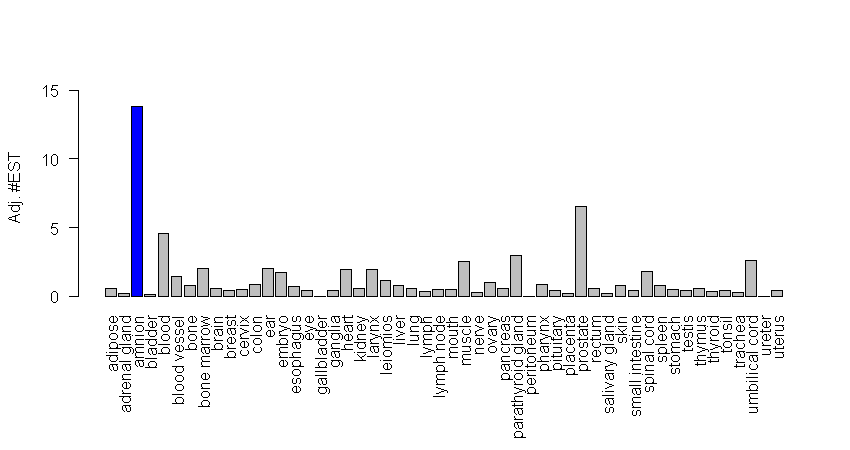 15
10
5
0
Adj. #EST
adipose
adrenal gland
amnion
bladder
blood
blood vessel
bone
bone marrow
brain
breast
cervix
colon
ear
embryo
esophagus
eye
gallbladder
ganglia
heart
kidney
larynx
leiomios
liver
lung
lymph
lymph node
mouth
muscle
nerve
ovary
pancreas
parathyroid gland
peritoneum
pharynx
pituitary
placenta
prostate
rectum
salivary gland
skin
small intestine
spinal cord
spleen
stomach
testis
thymus
thyroid
tonsil
trachea
umbilical cord
ureter
uterus